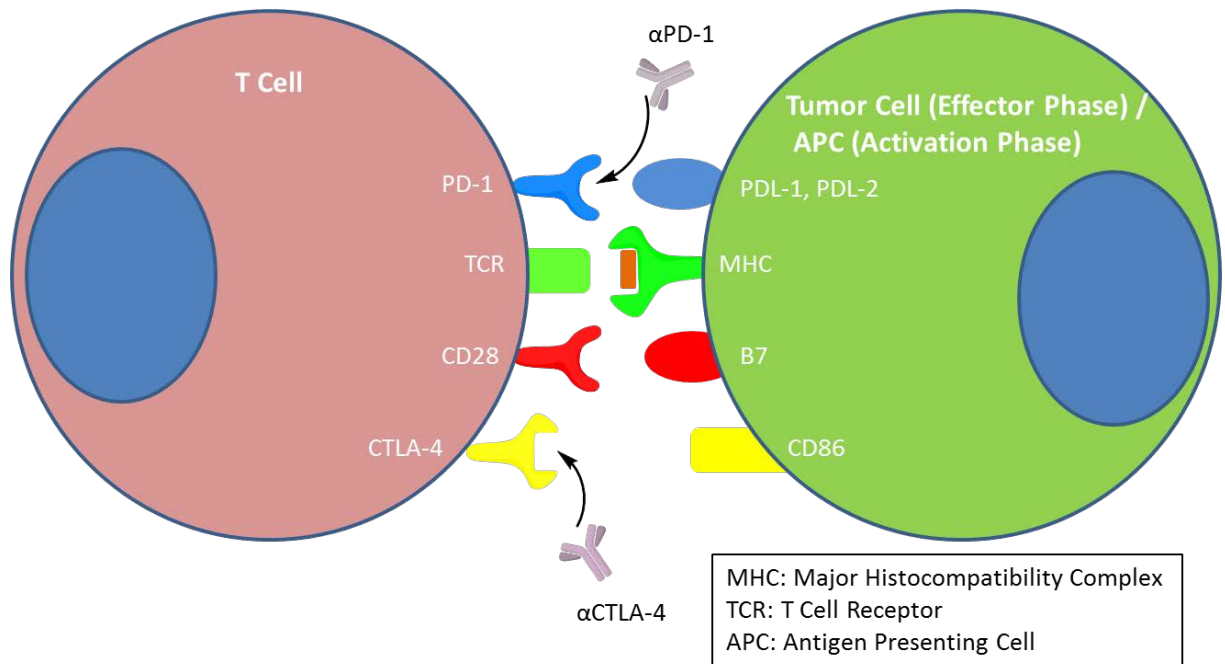 αPD-1
T Cell
Tumor Cell (Effector Phase) /
APC (Activation Phase)
PD-1
PDL-1, PDL-2
TCR
MHC
CD28
B7
CTLA-4
CD86
αCTLA-4
MHC: Major Histocompatibility Complex
TCR: T Cell Receptor
APC: Antigen Presenting Cell